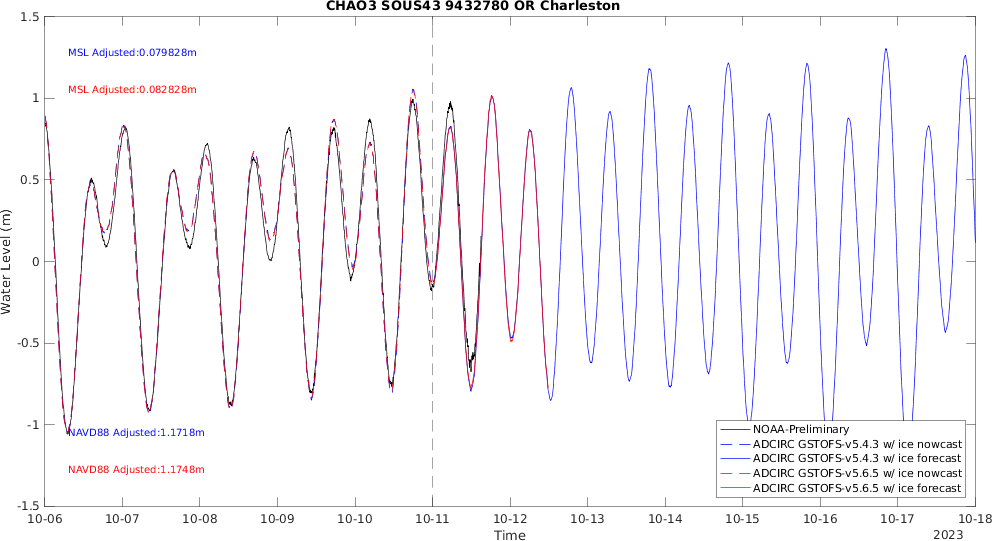 CHAO3 SOUS43 9432780 OR Charleston
1.5
1
0.5
0
-0.5
-1
-1.5
Water Level (m)
MSL Adjusted:0.079828m
MSL Adjusted:0.082828m
NAVD88 Adjusted:1.1718m
NAVD88 Adjusted:1.1748m
NOAA-Preliminary
ADCIRC GSTOFS-v5.4.3 w/ ice nowcast
ADCIRC GSTOFS-v5.4.3 w/ ice forecast
ADCIRC GSTOFS-v5.6.5 w/ ice nowcast
ADCIRC GSTOFS-v5.6.5 w/ ice forecast
10-06 10-07 10-08 10-09 10-10 10-11 10-12 10-13 10-14 10-15 10-16 10-17 10-18
Time
2023